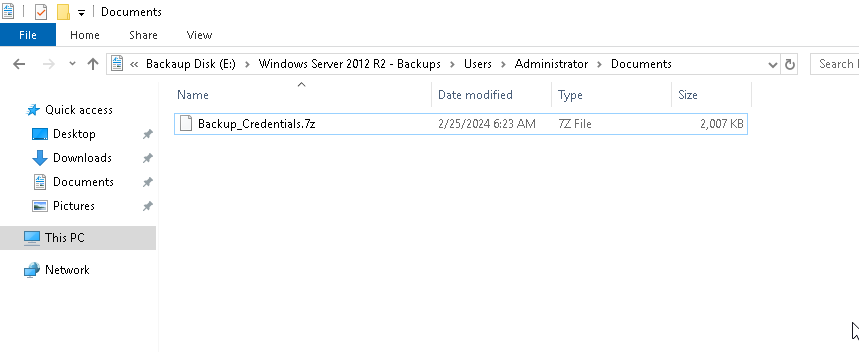 Documents
File Home Share View
« Backaup Disk (E:) > Windows Server 2012 R2 - Backups > Users > Administrator > Documents Search
Name Date modified Type Size
Backup_Credentials.7z 2/25/2024 6:23 AM 7Z File 2,007 KB
Quick access
Desktop
Downloads
Documents
Pictures
This PC
Network